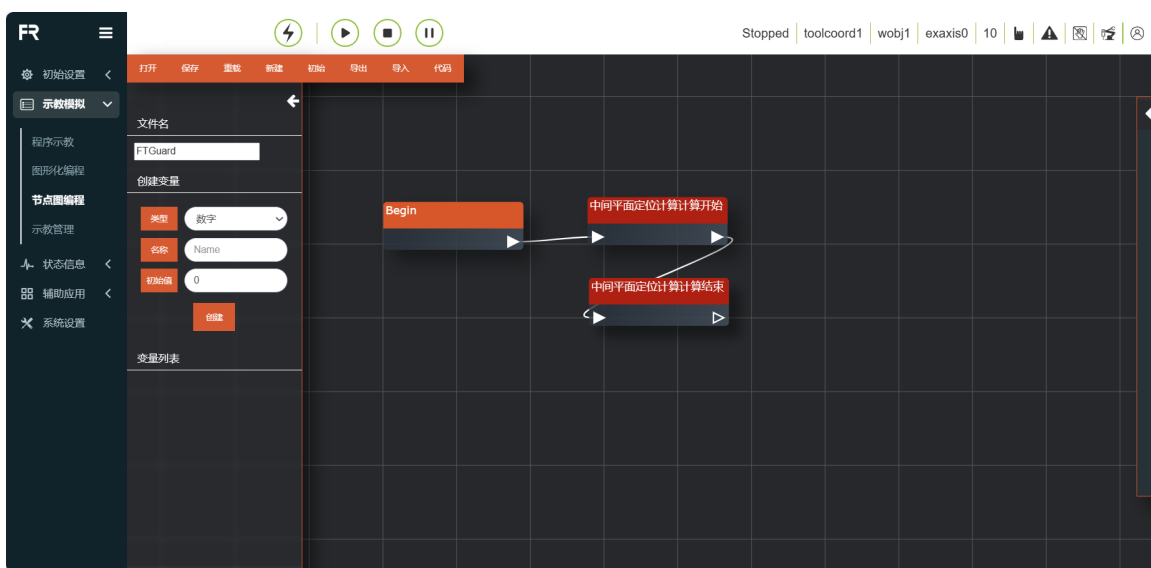 FR
Stopped toolcoord1 wobj1 exaxis0 10
初始设置
示教模拟
程序示教
图形化编程
节点图编程
示教管理
状态信息
辅助应用
系统设置
打开 保存 重载 新建 初始 导出 导入 代码
文件名
FTGuard
创建变量
类型 数字
名称 Name
初始值 0
创建
变量列表
Begin
中间平面定位计算计算开始
中间平面定位计算计算结束